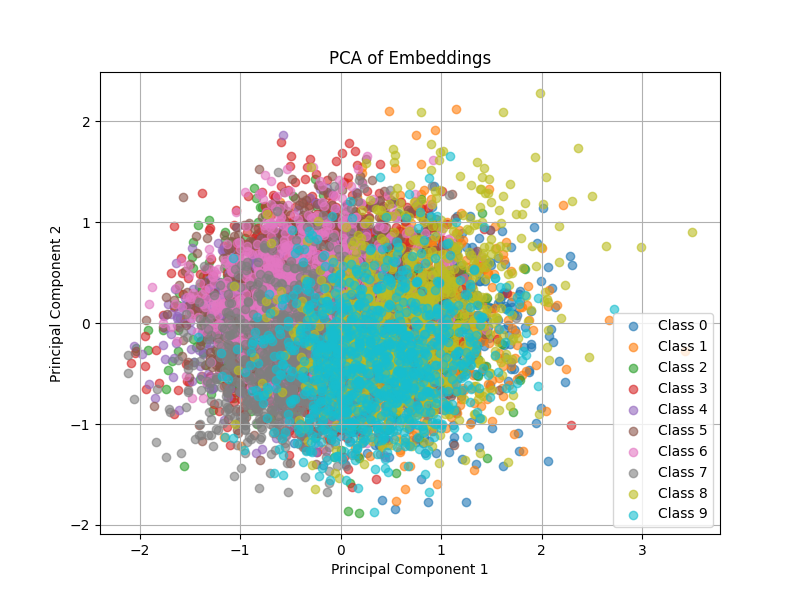 PCA of Embeddings
Principal Component 2
2
1
0
−1
−2
−2
−1
0
1
2
3
Principal Component 1
Class 0
Class 1
Class 2
Class 3
Class 4
Class 5
Class 6
Class 7
Class 8
Class 9